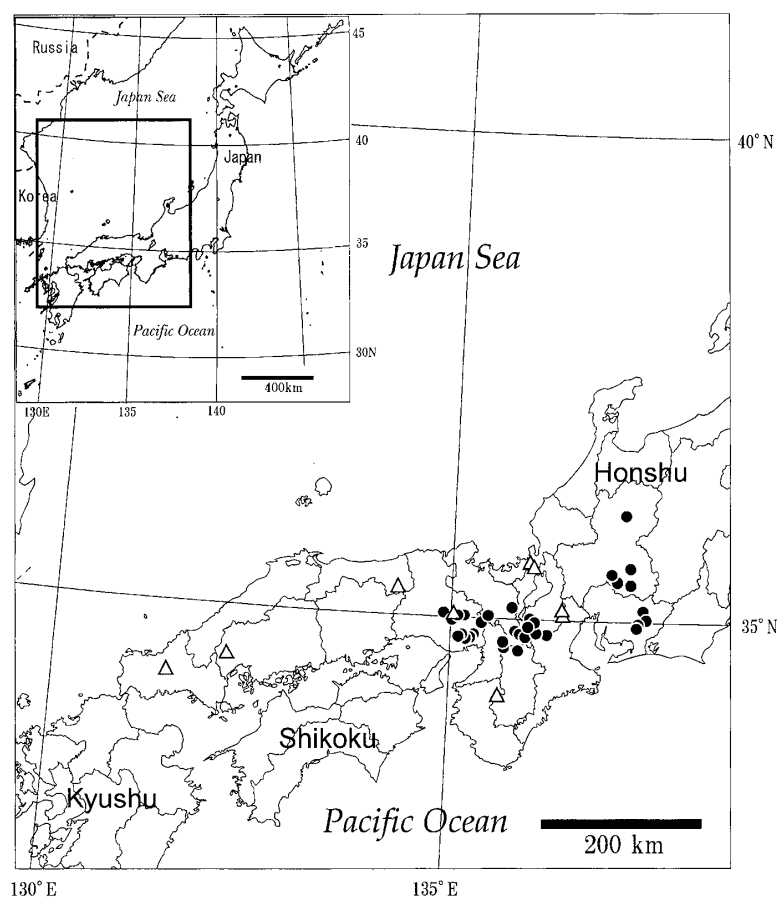 Russia
45
Japan Sea
40
Japan
Korea
35
Pacific Ocean
30N
400km
130E 135 140
40°N
Japan Sea
Honshu
35°N
Shikoku
Kyushu
Pacific Ocean
200 km
130°E 135°E